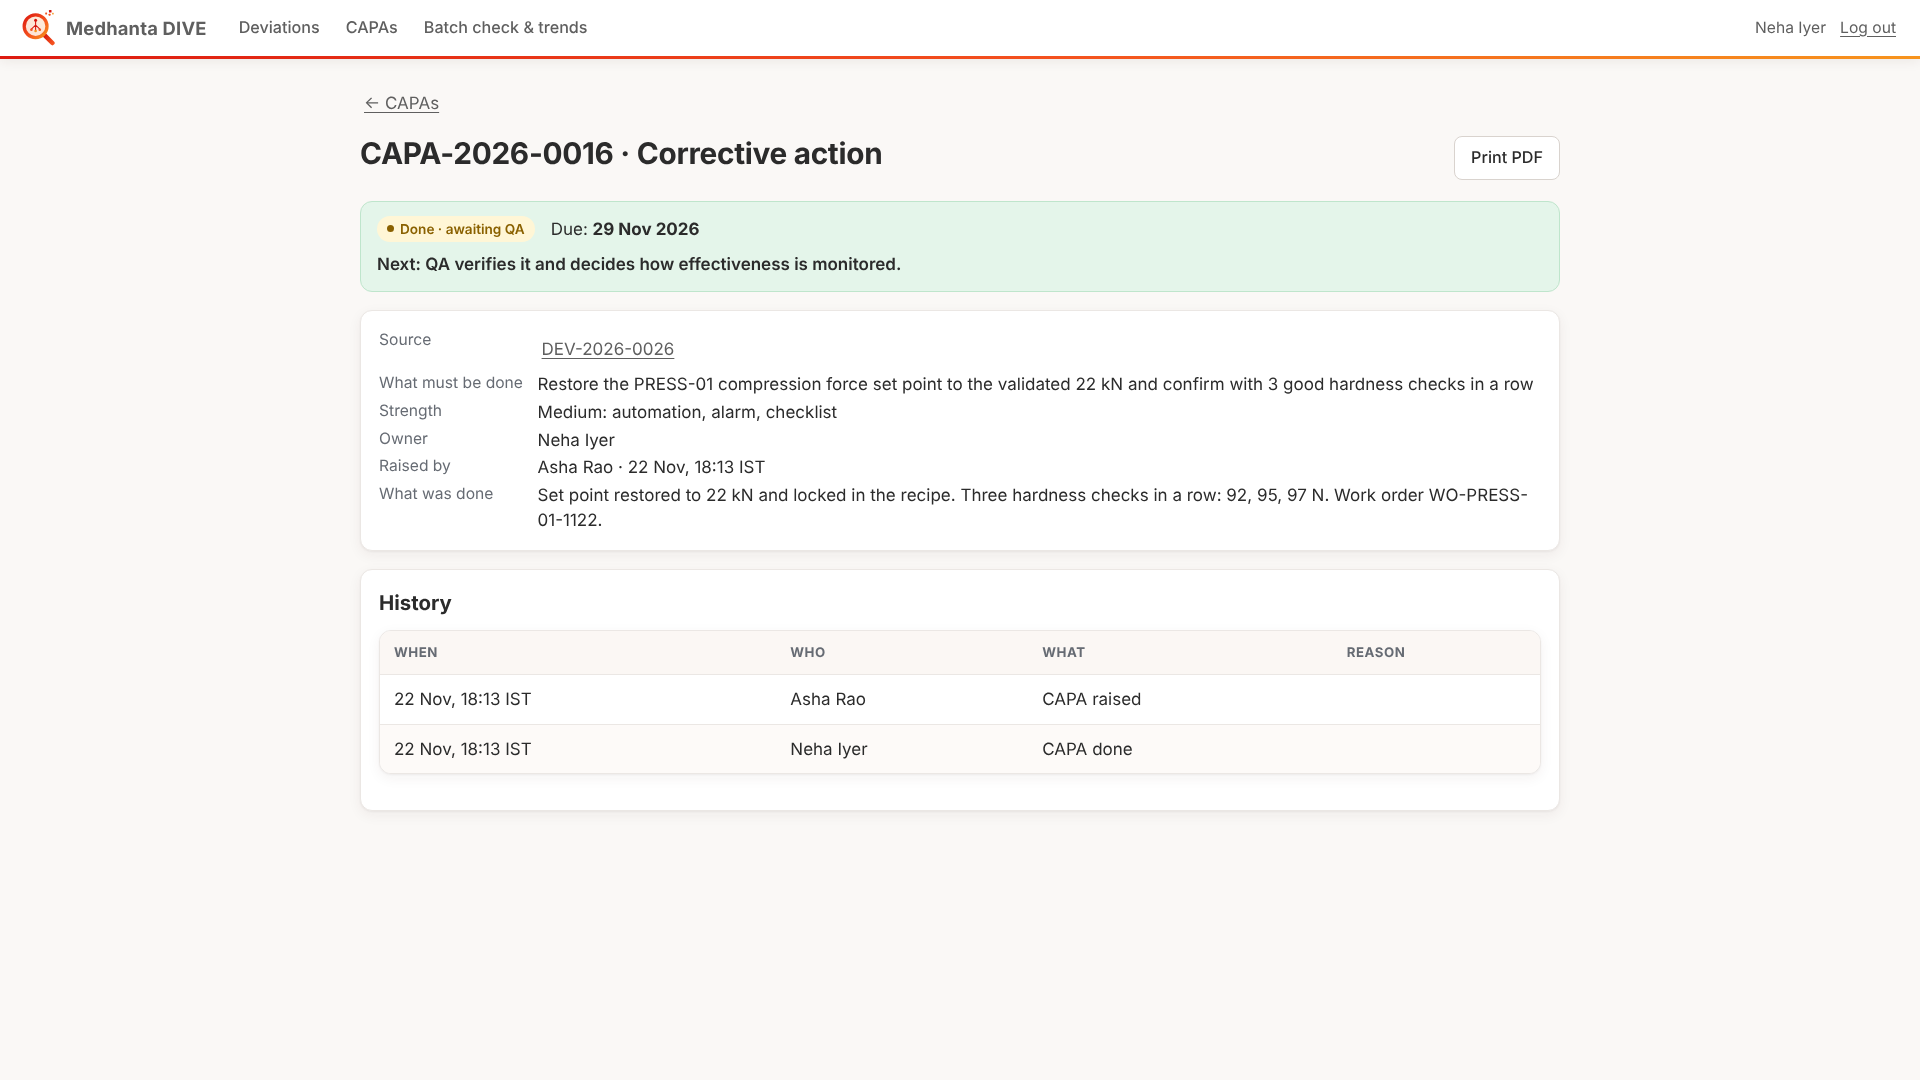 Medhanta DIVE
Deviations
CAPAs
Batch check & trends
Neha Iyer
Log out
← CAPAs
CAPA-2026-0016 · Corrective action
Print PDF
Done · awaiting QA
Due: 29 Nov 2026
Next: QA verifies it and decides how effectiveness is monitored.
Source
DEV-2026-0026
What must be done
Restore the PRESS-01 compression force set point to the validated 22 kN and confirm with 3 good hardness checks in a row
Strength
Medium: automation, alarm, checklist
Owner
Neha Iyer
Raised by
Asha Rao · 22 Nov, 18:13 IST
What was done
Set point restored to 22 kN and locked in the recipe. Three hardness checks in a row: 92, 95, 97 N. Work order WO-PRESS-
01-1122.
History
WHEN WHO WHAT REASON
22 Nov, 18:13 IST Asha Rao CAPA raised
22 Nov, 18:13 IST Neha Iyer CAPA done